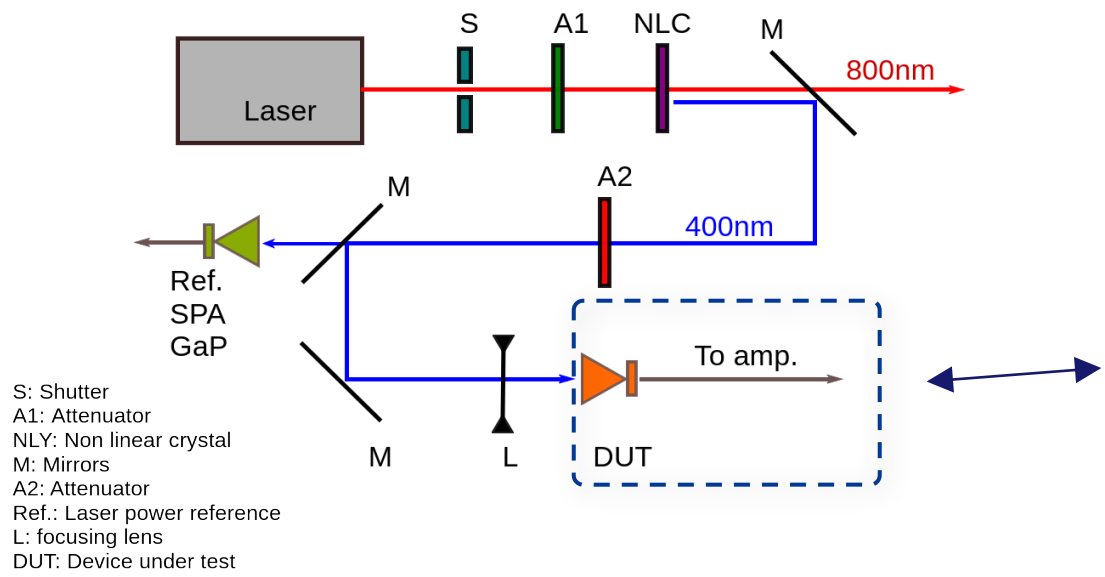 S
A1
NLC
M
800nm
Laser
M
A2
400nm
Ref.
SPA
GaP
To amp.
M
L
DUT
S: Shutter
A1: Attenuator
NLY: Non linear crystal
M: Mirrors
A2: Attenuator
Ref.: Laser power reference
L: focusing lens
DUT: Device under test